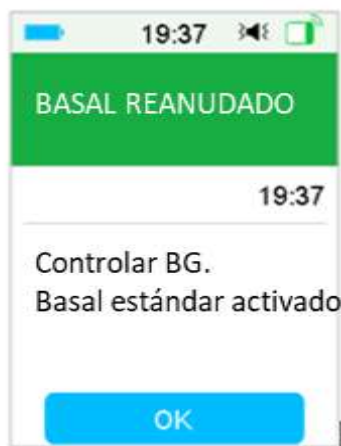 19:37
BASAL REANUDADO
19:37
Controlar BG.
Basal estándar activado
OK